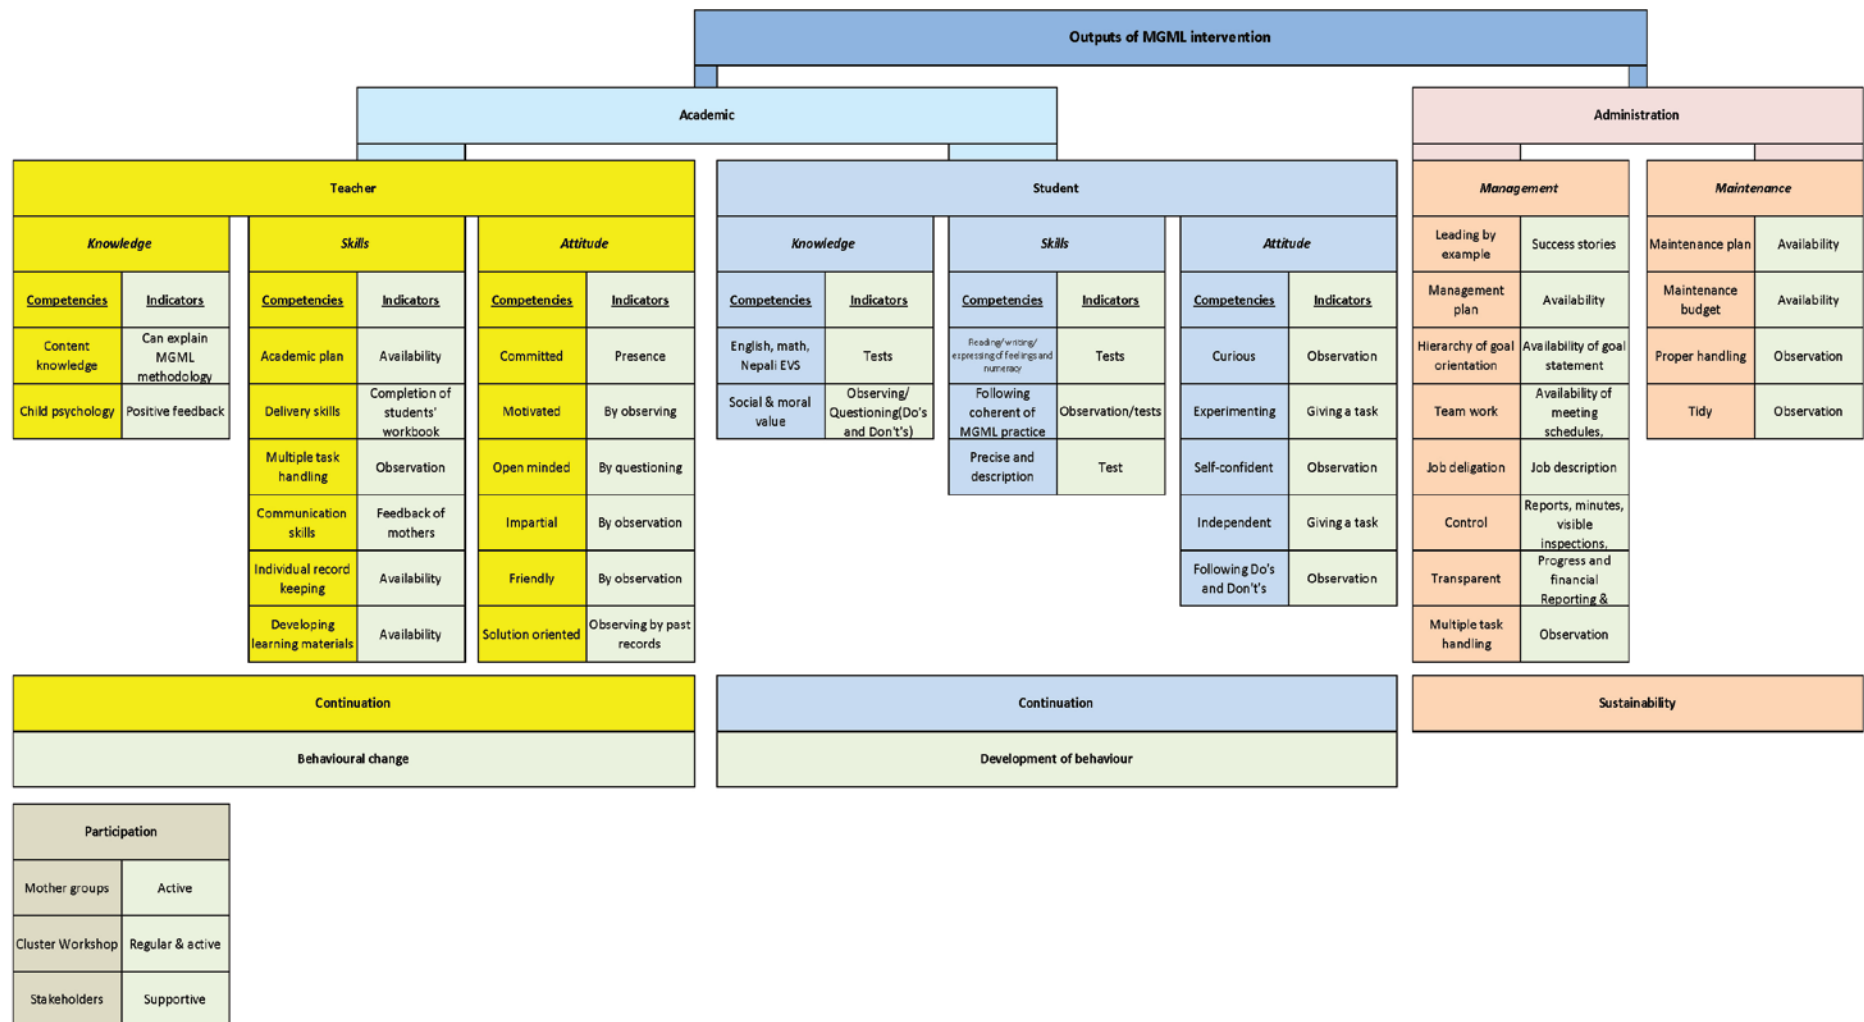 Outputs of MGML intervention
Academic
Administration
Teacher
Student
Management
Maintenance
Knowledge
Skills
Attitude
Knowledge
Skills
Attitude
Leading by
example
Success stories
Maintenance plan
Availability
Competencies
Indicators
Competencies
Indicators
Competencies
Indicators
Competencies
Indicators
Competencies
Indicators
Competencies
Indicators
Management
plan
Availability
Maintenance
budget
Availability
Content
knowledge
Can explain
MGML
methodology
Academic plan
Availability
Committed
Presence
English, math,
Nepali EVS
Tests
Reading/writing/
expressing of feelings and
numeracy
Tests
Curious
Observation
Hierarchy of goal
orientation
Availability of goal
statement
Proper handling
Observation
Child psychology
Positive feedback
Delivery skills
Completion of
students'
workbook
Motivated
By observing
Social & moral
value
Observing/
Questioning(Do's
and Don't's)
Following
coherent of
MGML practice
Observation/tests
Experimenting
Giving a task
Team work
Availability of
meeting
schedules,
Tidy
Observation
Multiple task
handling
Observation
Open minded
By questioning
Precise and
description
Test
Self-confident
Observation
Job deligation
Job description
Communication
skills
Feedback of
mothers
Impartial
By observation
Independent
Giving a task
Control
Reports, minutes,
visible
inspections,
Individual record
keeping
Availability
Friendly
By observation
Following Do's
and Don't's
Observation
Transparent
Progress and
financial
Reporting &
Developing
learning materials
Availability
Solution oriented
Observing by past
records
Multiple task
handling
Observation
Continuation
Continuation
Sustainability
Behavioural change
Development of behaviour
Participation
Mother groups
Active
Cluster Workshop
Regular & active
Stakeholders
Supportive